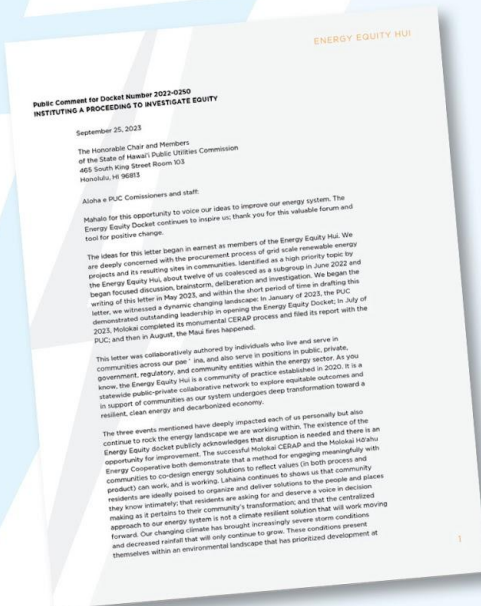 ENERGY EQUITY HUI
Public Comment for Docket Number 2022-0250
INSTITUTING A PROCEEDING TO INVESTIGATE EQUITY
September 25, 2023
The Honorable Chair and Members
of the State of Hawai'i Public Utilities Commission
465 South King Street Room 103
Honolulu, HI 96813
Aloha e PUC Comissioners and staff:
Mahalo for this opportunity to voice our ideas to improve our energy system. The
Energy Equity Docket continues to inspire us; thank you for this valuable forum and
tool for positive change.
The ideas for this letter began in earnest as members of the Energy Equity Hui. We
are deeply concerned with the procurement process of grid scale renewable energy
projects and its resulting sites in communities. Identified as a high priority topic by
the Energy Equity Hui, about twelve of us coalesced as a subgroup in June 2022 and
began focused discussion, brainstorm, deliberation and investigation. We began the
writing of this letter in May 2023, and within the short period of time in drafting this
letter, we witnessed a dynamic changing landscape: In January of 2023, the PUC
demonstrated outstanding leadership in opening the Energy Equity Docket; In July of
2023, Molokai completed its monumental CERAP process and filed its report with the
PUC; and then in August, the Maui fires happened.
This letter was collaboratively authored by individuals who live and serve in
communities across our pae ʻ ina, and also serve in positions in public, private,
government, regulatory, and community entities within the energy sector. As you
know, the Energy Equity Hui is a community of practice established in 2020. It is a
statewide public-private collaborative network to explore equitable outcomes and
in support of communities as our system undergoes deep transformation toward a
resilient, clean energy and decarbonized economy.
The three events mentioned have deeply impacted each of us personally but also
continue to rock the energy landscape we are working within. The existence of the
Energy Equity docket publicly acknowledges that disruption is needed and there is an
opportunity for improvement. The successful Molokai CERAP and the Molokai Hōʻahu
Energy Cooperative both demonstrate that a method for engaging meaningfully with
communities to co-design energy solutions to reflect values (in both process and
product) can work, and is working. Lahaina continues to shows us that community
residents are ideally poised to organize and deliver solutions to the people and places
they know intimately; that residents are asking for and deserve a voice in decision
making as it pertains to their community's transformation; and that the centralized
approach to our energy system is not a climate resilient solution that will work moving
forward. Our changing climate has brought increasingly severe storm conditions
and decreased rainfall that will only continue to grow. These conditions present
themselves within an environmental landscape that has prioritized development at
1